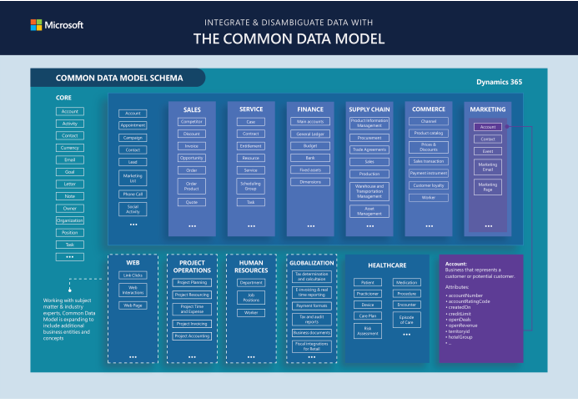 Microsoft
INTEGRATE & DISAMBIGUATE DATA WITH
THE COMMON DATA MODEL
COMMON DATA MODEL SCHEMA
Dynamics 365
CORE
Account
Activity
Contact
Currency
Email
Goal
Letter
Note
Owner
Organization
Position
Task
•••
Account
Appointment
Campaign
Contact
Lead
Marketing
List
Phone Call
Social
Activity
•••
SALES
Competitor
Discount
Invoice
Opportunity
Order
Order
Product
Quote
•••
SERVICE
Case
Contract
Entitlement
Resource
Service
Scheduling
Group
Task
•••
FINANCE
Main accounts
General ledger
Budget
Bank
Fixed assets
Dimensions
•••
SUPPLY CHAIN
Product Information
Management
Procurement
Trade Agreements
Sales
Production
Warehouse and
Transportation
Management
Asset
Management
•••
COMMERCE
Channel
Product catalog
Prices &
Discounts
Sales transaction
Payment instrument
Customer loyalty
Worker
•••
MARKETING
Account
Contact
Event
Marketing
Email
Marketing
Page
•••
Working with subject
matter & industry
experts, Common Data
Model is expanding to
include additional
business entities and
concepts
WEB
Link Clicks
Web
Interactions
Web Page
•••
PROJECT
OPERATIONS
Project Planning
Project Resourcing
Project Time
and Expense
Project Invoicing
Project Accounting
•••
HUMAN
RESOURCES
Department
Job
Positions
Worker
•••
GLOBALIZATION
Tax determination
and calculation
E-invoicing & real
time reporting
Payment formats
Tax and audit
reports
Business documents
Fiscal Integrations
for Retail
•••
HEALTHCARE
Patient
Practitioner
Device
Care Plan
Risk
Assessment
Medication
Procedure
Encounter
Episode
of Care
•••
Account:
Business that represents a
customer or potential customer.
Attributes
• accountNumber
• accountRatingCode
• createdOn
• creditLimit
• openDeals
• openRevenue
• territoryId
• hotelGroup
• ..